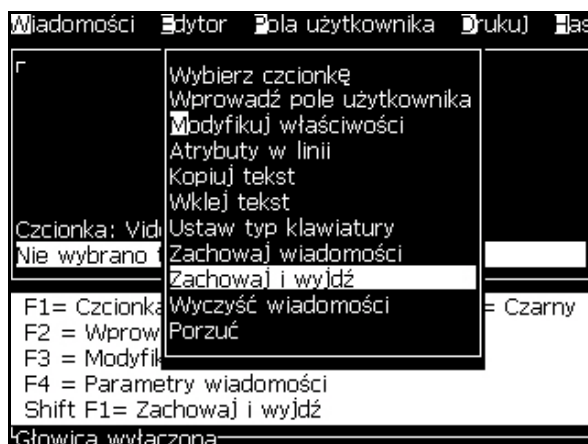 Wiadomości Edytor Pola użytkownika Drukuj Has
Wybierz czcionkę
Wprowadź pole użytkownika
Modyfikuj właściwości
Atrybuty w linii
Kopiuj tekst
Wklej tekst
Ustaw typ klawiatury
Zachowaj wiadomości
Zachowaj i wyjdź
Wyczyść wiadomości
Porzuć
Czcionka: Vid
Nie wybrano
F1= Czcionka = Czarny
F2 = Wprow
F3 = Modyfik
F4 = Parametry wiadomości
Shift F1= Zachowaj i wyjdź
Głowica wyłączona